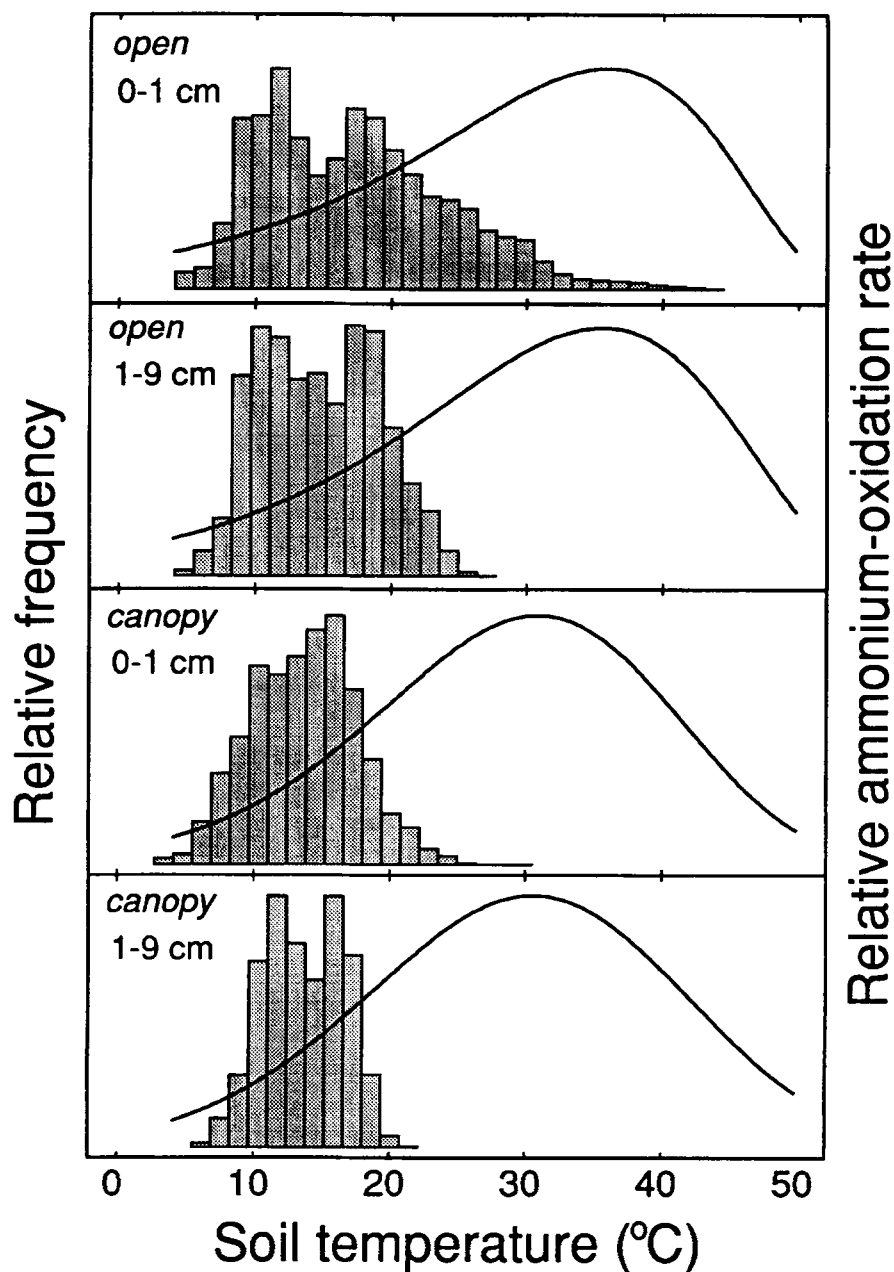 open
0-1 cm
open
1-9 cm
canopy
0-1 cm
canopy
1-9 cm
Relative frequency
Relative ammonium-oxidation rate
0 10 20 30 40 50
Soil temperature (ºC)